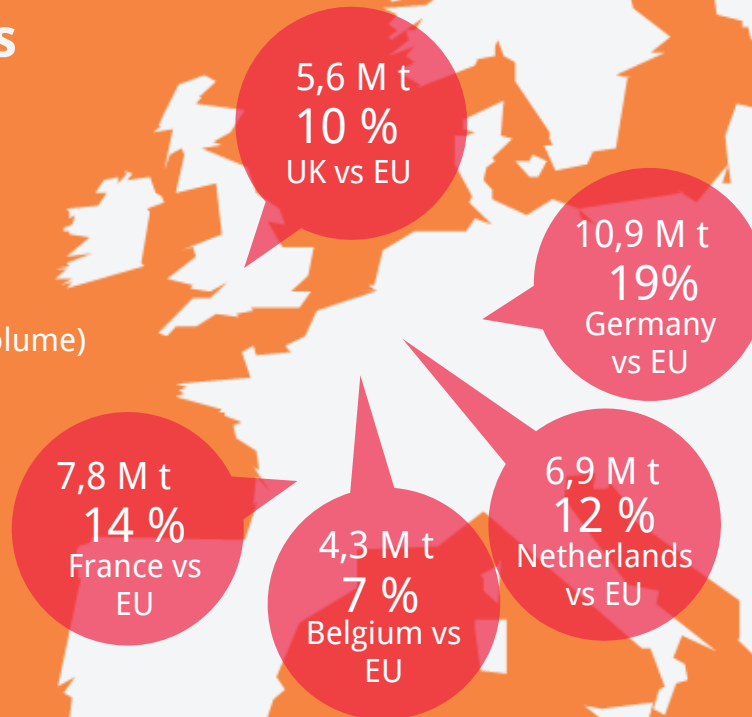 5,6 M t
10 %
UK vs EU
10,9 M t
19%
Germany
vs EU
7,8 M t
14 %
France vs
EU
4,3 M t
7 %
Belgium vs
EU
6,9 M t
12 %
Netherlands
vs EU